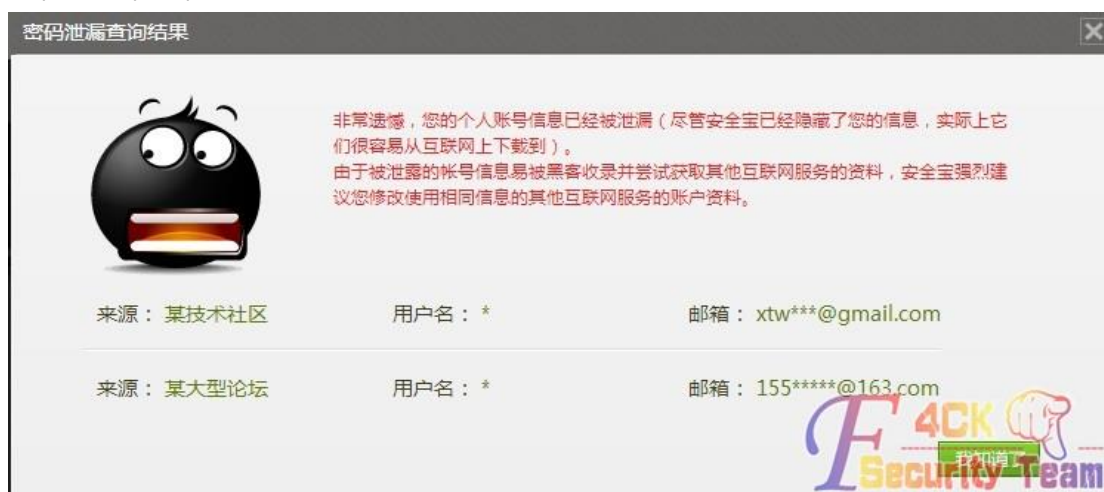 密码泄漏查询结果
非常遗憾，您的个人账号信息已经被泄漏（尽管安全宝已经隐藏了您的信息，实际上它
们很容易从互联网上下载到）。
由于被泄露的帐号信息易被黑客收录并尝试获取其他互联网服务的资料，安全宝强烈建
议您修改使用相同信息的其他互联网服务的账户资料。
来源： 某技术社区 用户名： * 邮箱： xtw***@gmail.com
来源： 某大型论坛 用户名： * 邮箱： 155*****@163.com
F4CK
我知道了
Security Team